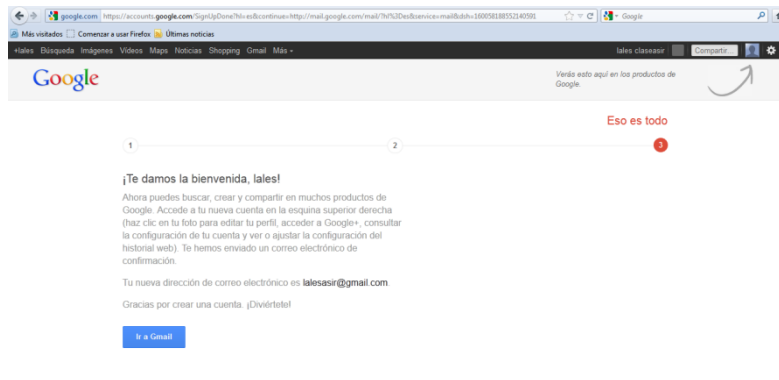 google.com https://accounts.google.com/SignUpDone?hl=es&continue=http://mail.google.com/mail/?hl%3Des&service=mail&dsh=1600581885521405­91 Google
Más visitados Comenzar a usar Firefox Últimas noticias
+lales Búsqueda Imágenes Vídeos Maps Noticias Shopping Gmail Más lales claseasir Compartir...
Google
Verás esto aquí en los productos de
Google.
Eso es todo
1 2 3
¡Te damos la bienvenida, lales!
Ahora puedes buscar, crear y compartir en muchos productos de
Google. Accede a tu nueva cuenta en la esquina superior derecha
(haz clic en tu foto para editar tu perfil, acceder a Google+, consultar
la configuración de tu cuenta y ver o ajustar la configuración del
historial web). Te hemos enviado un correo electrónico de
confirmación.
Tu nueva dirección de correo electrónico es lalesasir@gmail.com.
Gracias por crear una cuenta. ¡Diviértete!
Ir a Gmail